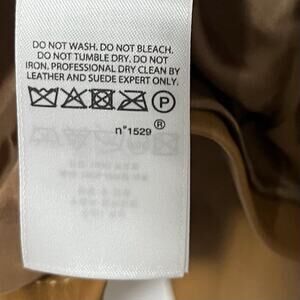 DO NOT WASH. DO NOT BLEACH.
DO NOT TUMBLE DRY. DO NOT
IRON. PROFESSIONAL DRY CLEAN BY
LEATHER AND SUEDE EXPERT ONLY.
P
®
n°1529